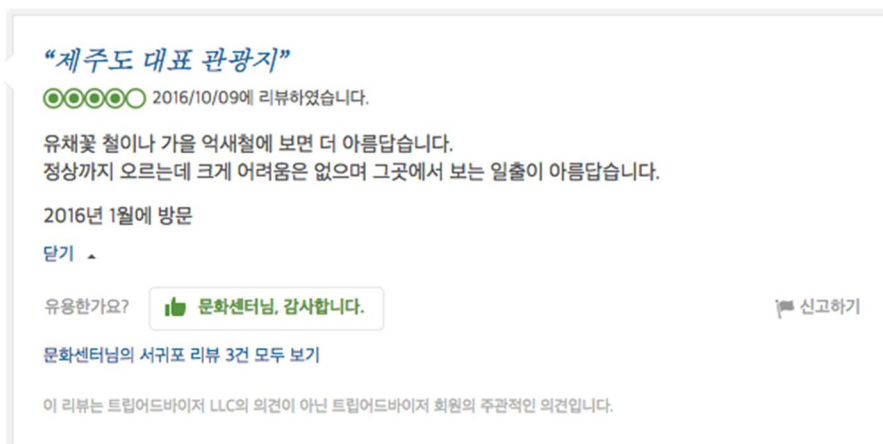 “제주도 대표 관광지”
2016/10/09에 리뷰하였습니다.
유채꽃 철이나 가을 억새철에 보면 더 아름답습니다.
정상까지 오르는데 크게 어려움은 없으며 그곳에서 보는 일출이 아름답습니다.
2016년 1월에 방문
닫기
유용한가요? 문화센터님, 감사합니다. 신고하기
문화센터님의 서귀포 리뷰 3건 모두 보기
이 리뷰는 트립어드바이저 LLC의 의견이 아닌 트립어드바이저 회원의 주관적인 의견입니다.